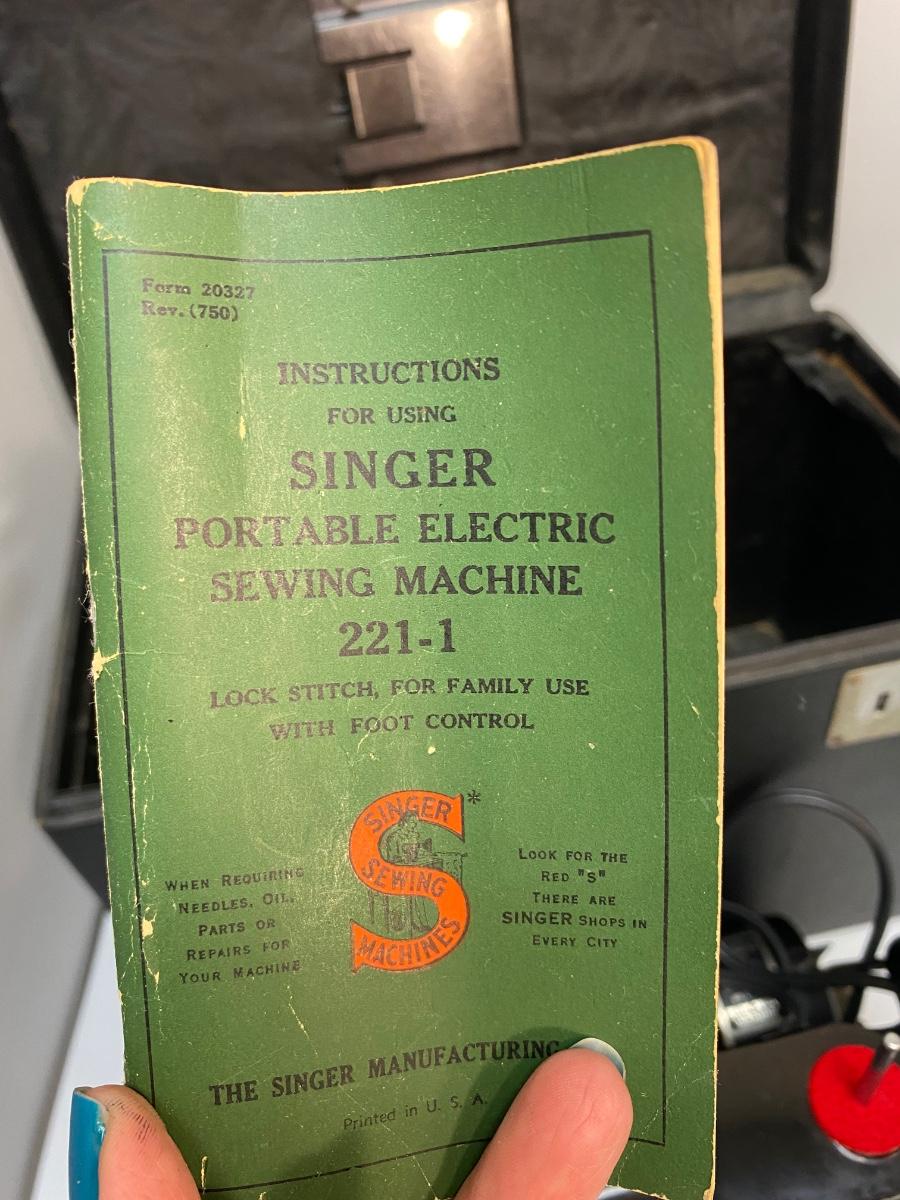 Form 20327
Rev. (750)
INSTRUCTIONS
FOR USING
SINGER
PORTABLE ELECTRIC
SEWING MACHINE
221-1
LOCK STITCH, FOR FAMILY USE
WITH FOOT CONTROL
SINGER *
SEWING
MACHINES
WHEN REQUIRING
NEEDLES, OIL,
PARTS OR
REPAIRS FOR
YOUR MACHINE
LOOK FOR THE
RED "S"
THERE ARE
SINGER SHOPS IN
EVERY CITY
THE SINGER MANUFACTURING
Printed in U. S. A.